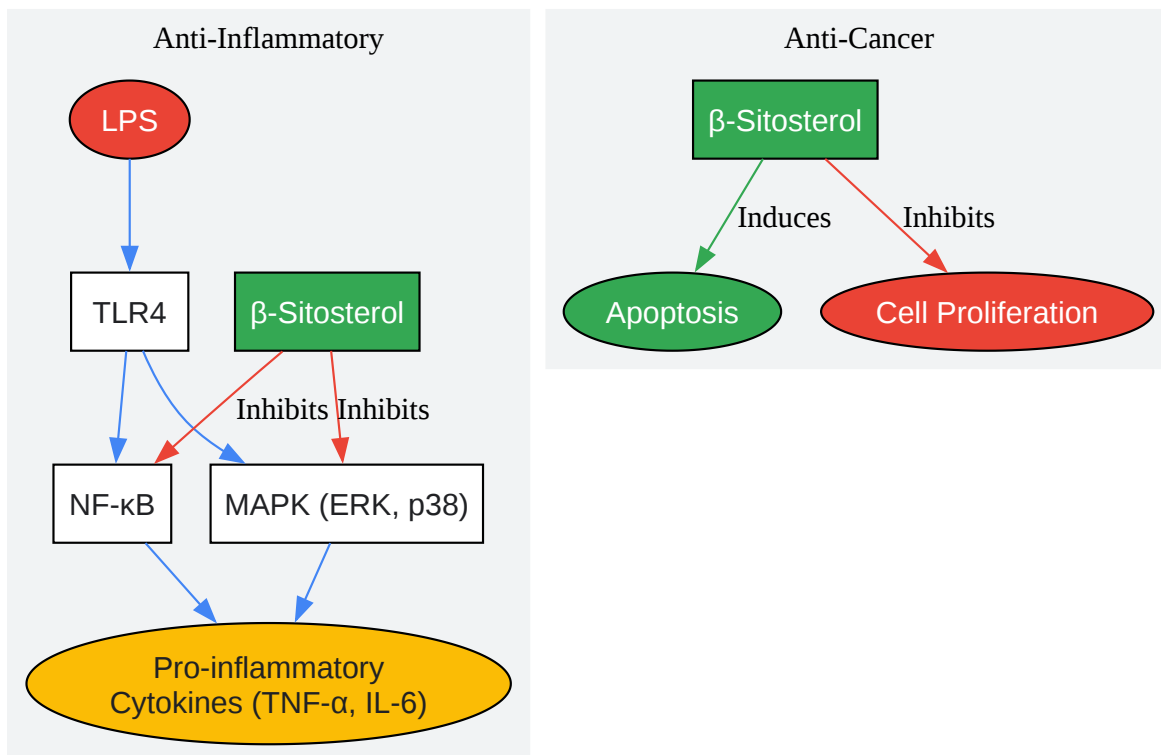 Anti-Inflammatory
LPS
TLR4
β-Sitosterol
Inhibits
Inhibits
NF-κB
MAPK (ERK, p38)
Pro-inflammatory
Cytokines (TNF-α, IL-6)
Anti-Cancer
β-Sitosterol
Induces
Inhibits
Apoptosis
Cell Proliferation